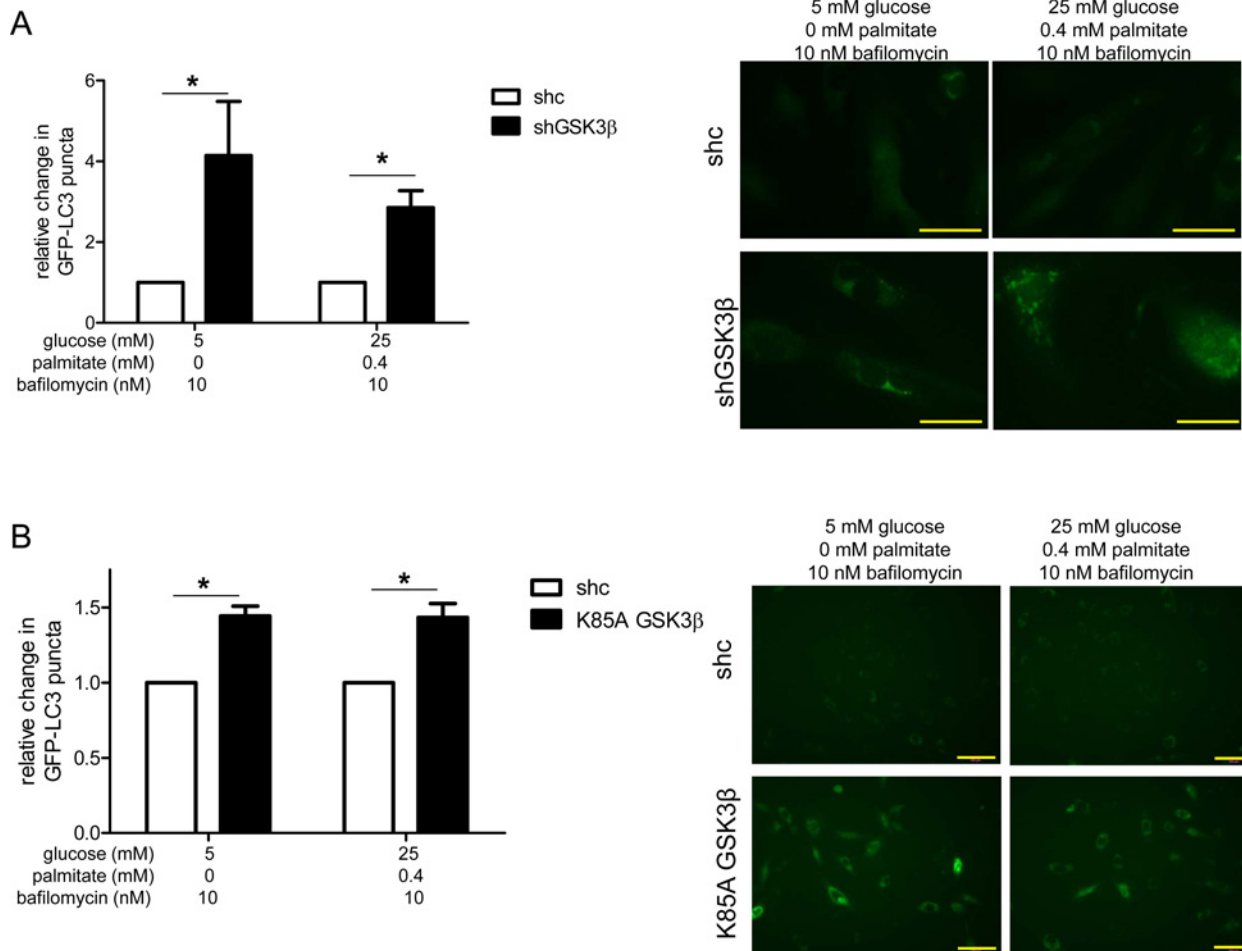 A
relative change in
GFP-LC3 puncta
6
4
2
0
*
*
shc
shGSK3β
glucose (mM) 5 25
palmitate (mM) 0 0.4
bafilomycin (nM) 10 10
5 mM glucose 25 mM glucose
0 mM palmitate 0.4 mM palmitate
10 nM bafilomycin 10 nM bafilomycin
shc
shGSK3β
B
relative change in
GFP-LC3 puncta
1.5
1.0
0.5
0.0
*
*
shc
K85A GSK3β
glucose (mM) 5 25
palmitate (mM) 0 0.4
bafilomycin (nM) 10 10
5 mM glucose 25 mM glucose
0 mM palmitate 0.4 mM palmitate
10 nM bafilomycin 10 nM bafilomycin
shc
K85A GSK3β